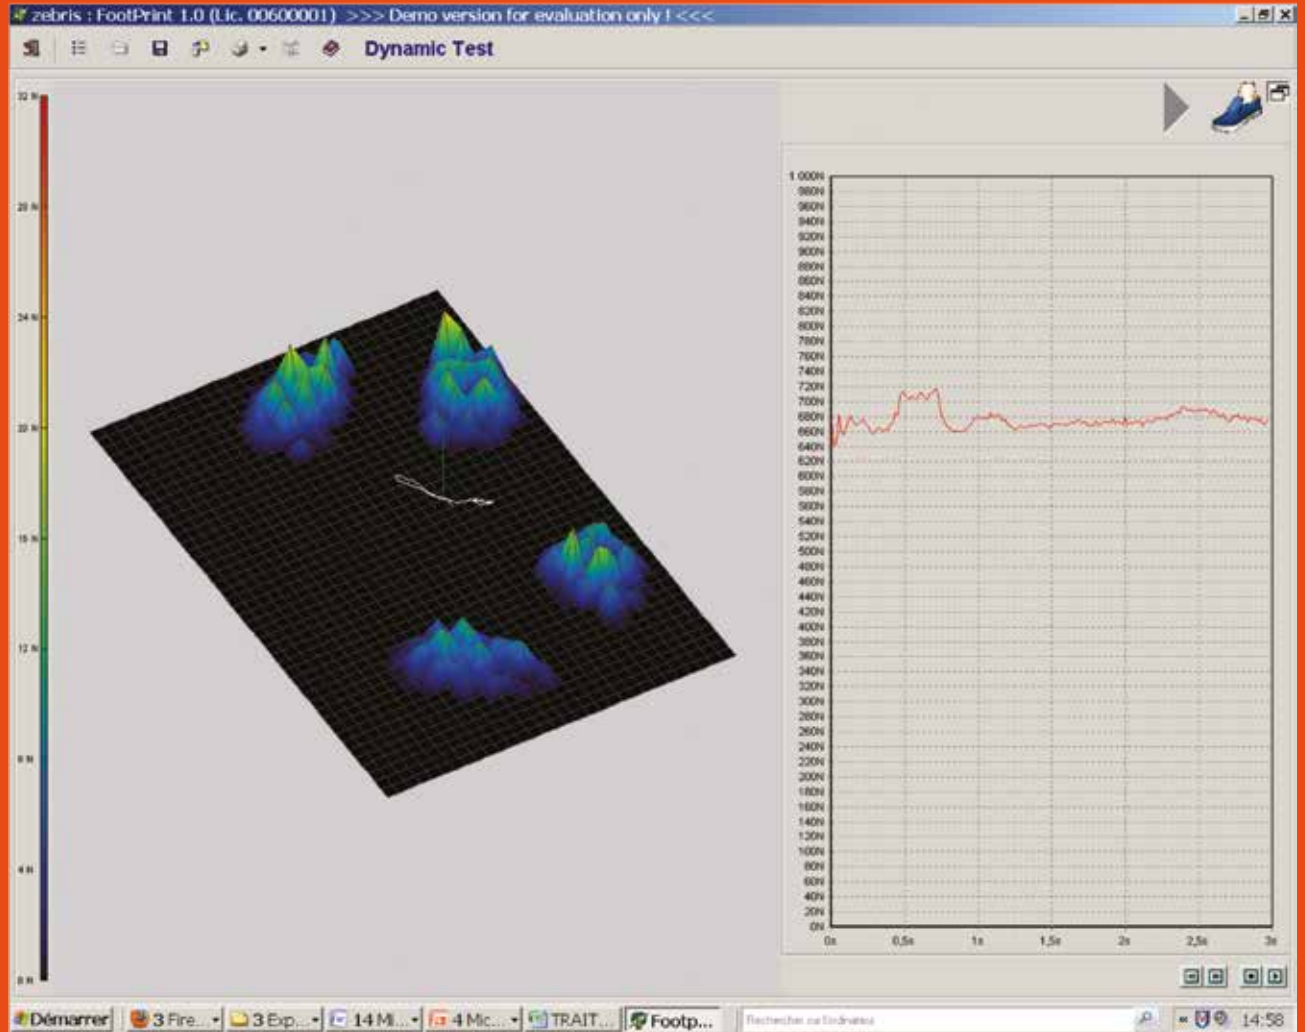 zebris : FootPrint 1.0 (Lic. 00600001) >>> Demo version for evaluation only ! <<<
Dynamic Test
32 N
28 N
24 N
20 N
16 N
12 N
8 N
4 N
0 N
1 000N
980N
960N
940N
920N
900N
880N
860N
840N
820N
800N
780N
760N
740N
720N
700N
680N
660N
640N
620N
600N
580N
560N
540N
520N
500N
480N
460N
440N
420N
400N
380N
360N
340N
320N
300N
280N
260N
240N
220N
200N
180N
160N
140N
120N
100N
80N
60N
40N
20N
0N
0s 0,5s 1s 1,5s 2s 2,5s 3s
Démarrer 3 Fire... 3 Exp... 14 Mi... 4 Mic... TRAIT... Footp... Rechercher sur l'ordinateur « 14:58